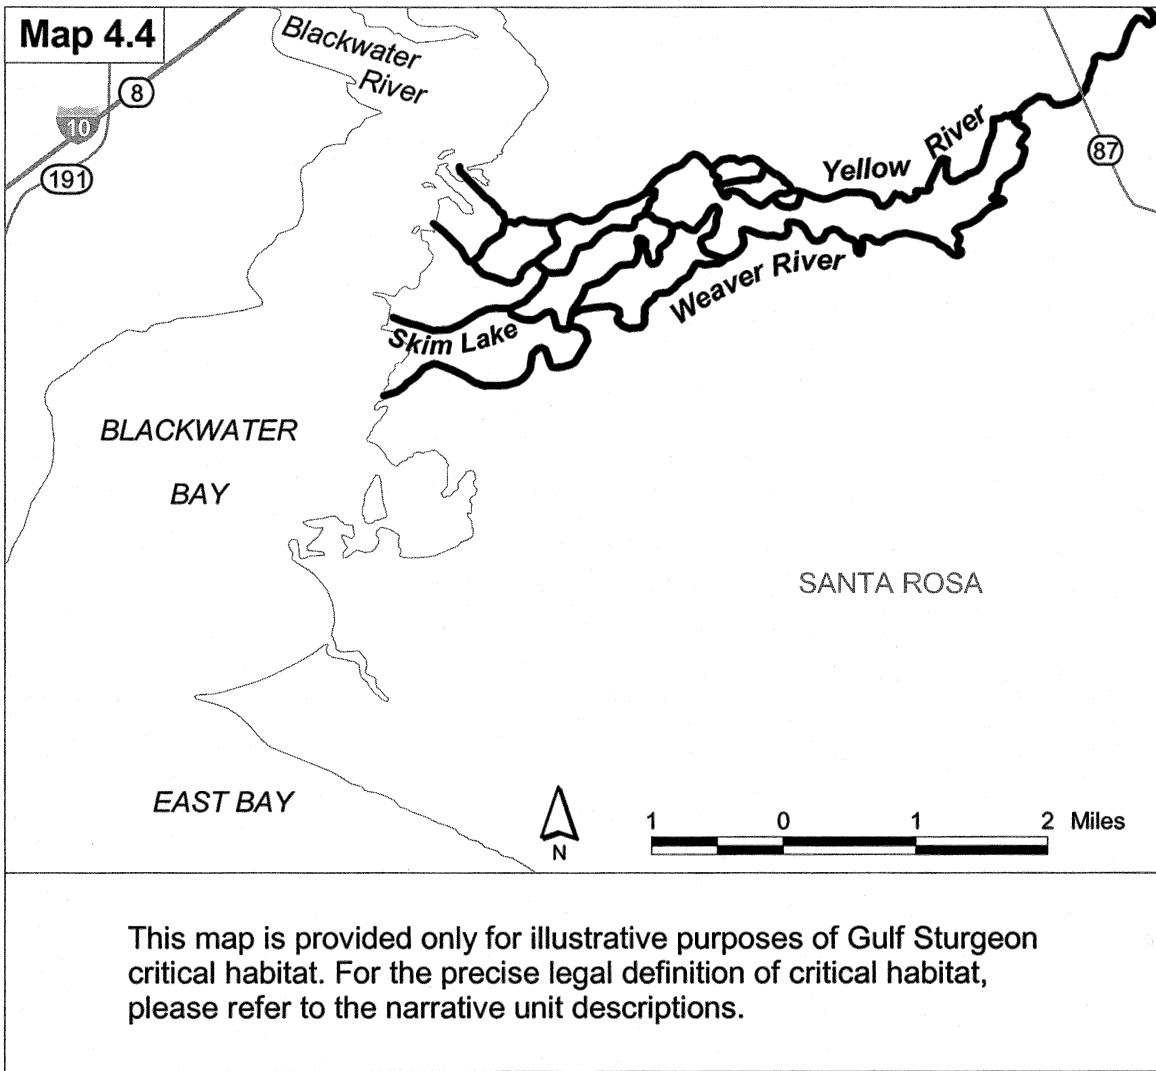 Map 4.4
Blackwater
River
8
10
191
Yellow River
87
Weaver River
Skim Lake
BLACKWATER
BAY
SANTA ROSA
EAST BAY
N
1 0 1 2 Miles
This map is provided only for illustrative purposes of Gulf Sturgeon
critical habitat. For the precise legal definition of critical habitat,
please refer to the narrative unit descriptions.